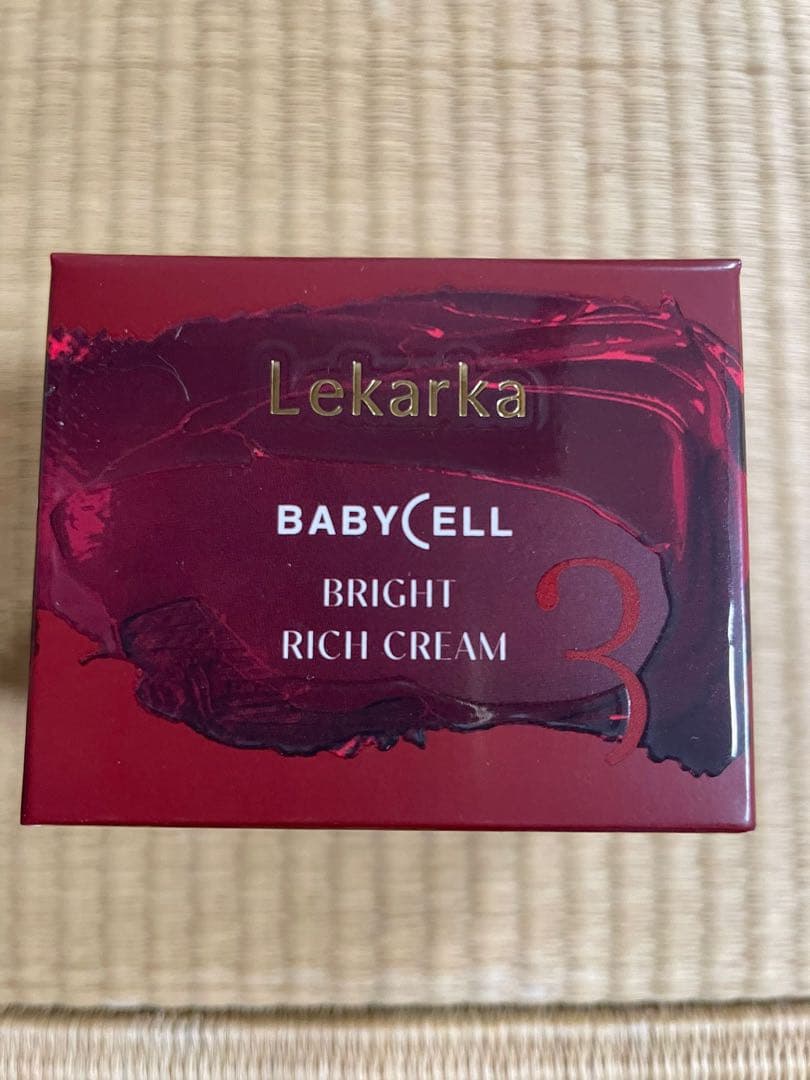 Lekarka
BABYCELL
BRIGHT
RICH CREAM
3